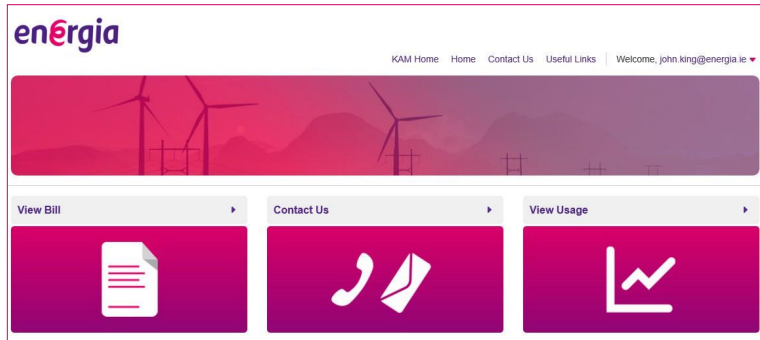 energia
KAM Home Home Contact Us Useful Links Welcome, john.king@energia.ie
View Bill
Contact Us
View Usage